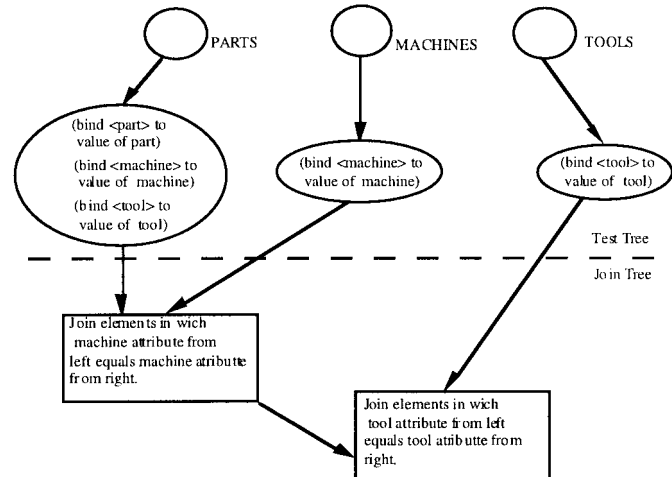 PARTS
MACHINES
TOOLS
(bind <part> to
value of part)
(bind <machine> to
value of machine)
(bind <tool> to
value of tool)
(bind <machine> to
value of machine)
(bind <tool> to
value of tool)
Test Tree
Join Tree
Join elements in wich
machine attribute from
left equals machine atributte
from right.
Join elements in wich
tool attribute from left
equals tool atributte from
right.